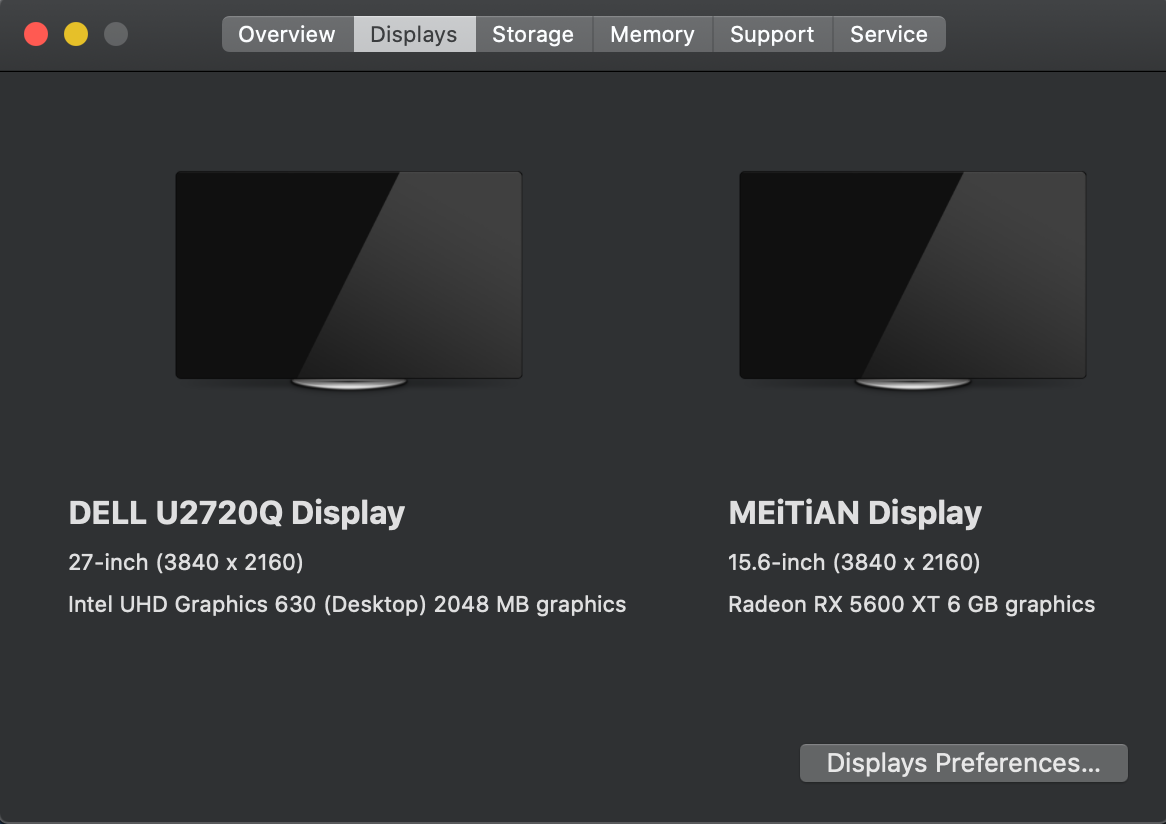 Overview Displays Storage Memory Support Service
DELL U2720Q Display
27-inch (3840 x 2160)
Intel UHD Graphics 630 (Desktop) 2048 MB graphics
MEiTiAN Display
15.6-inch (3840 x 2160)
Radeon RX 5600 XT 6 GB graphics
Displays Preferences...